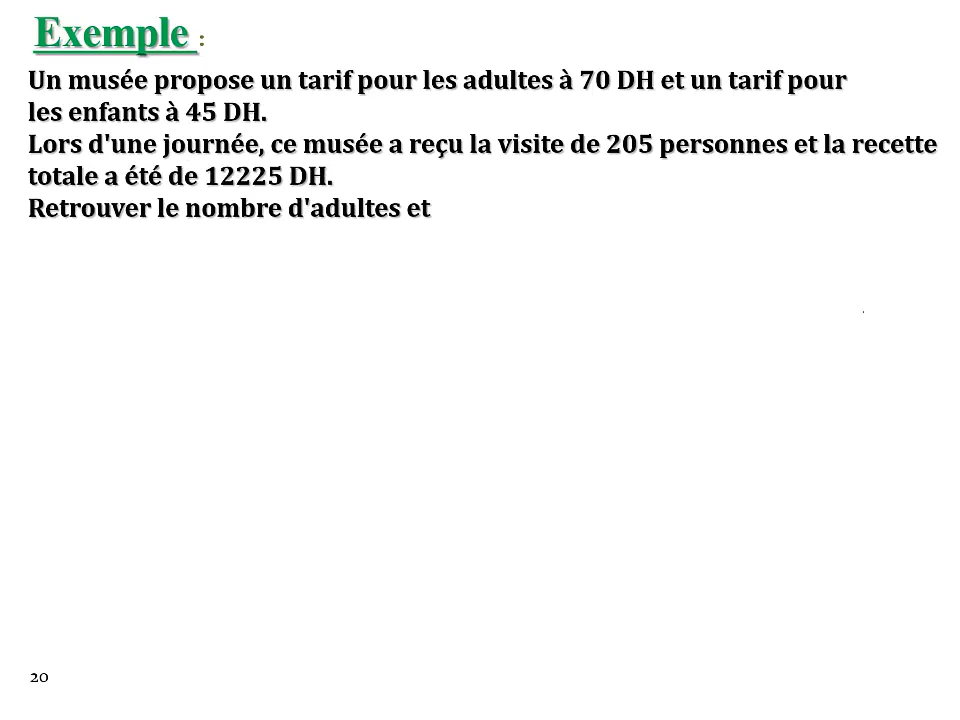 Exemple :
Un musée propose un tarif pour les adultes à 70 DH et un tarif pour
les enfants à 45 DH.
Lors d'une journée, ce musée a reçu la visite de 205 personnes et la recette
totale a été de 12225 DH.
Retrouver le nombre d'adultes et
.
20